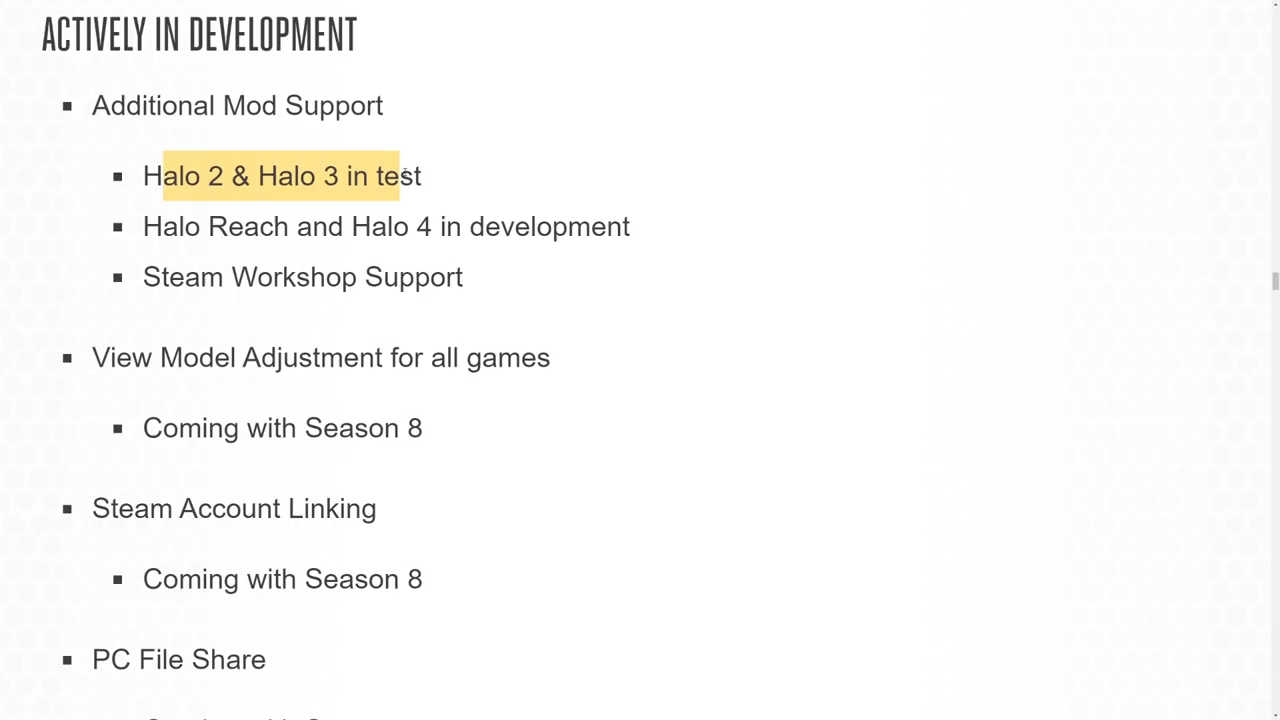 ACTIVELY IN DEVELOPMENT
Additional Mod Support
Halo 2 & Halo 3 in test
Halo Reach and Halo 4 in development
Steam Workshop Support
View Model Adjustment for all games
Coming with Season 8
Steam Account Linking
Coming with Season 8
PC File Share